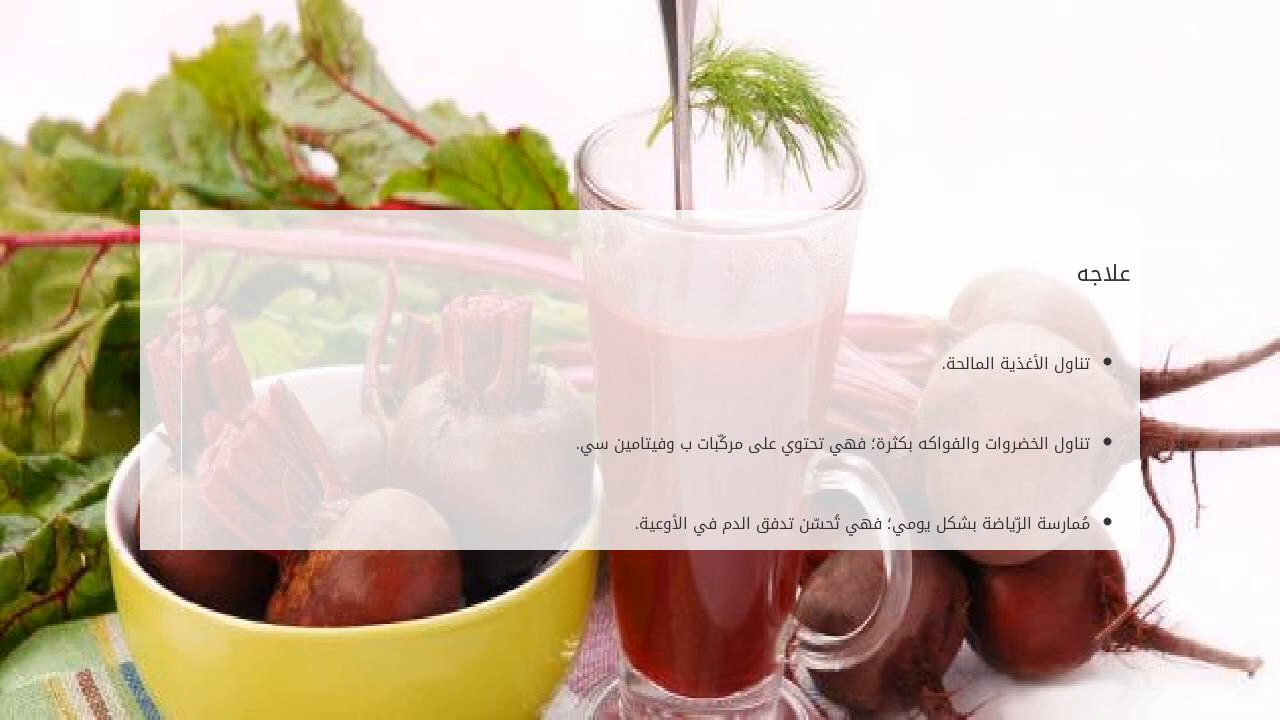 علاجه
تناول الأغذية المالحة.
تناول الخضروات والفواكه بكثرة؛ فهي تحتوي على مركّبات ب وفيتامين سي.
مُمارسة الرّياضة بشكل يومي؛ فهي تُحسّن تدفق الدم في الأوعية.